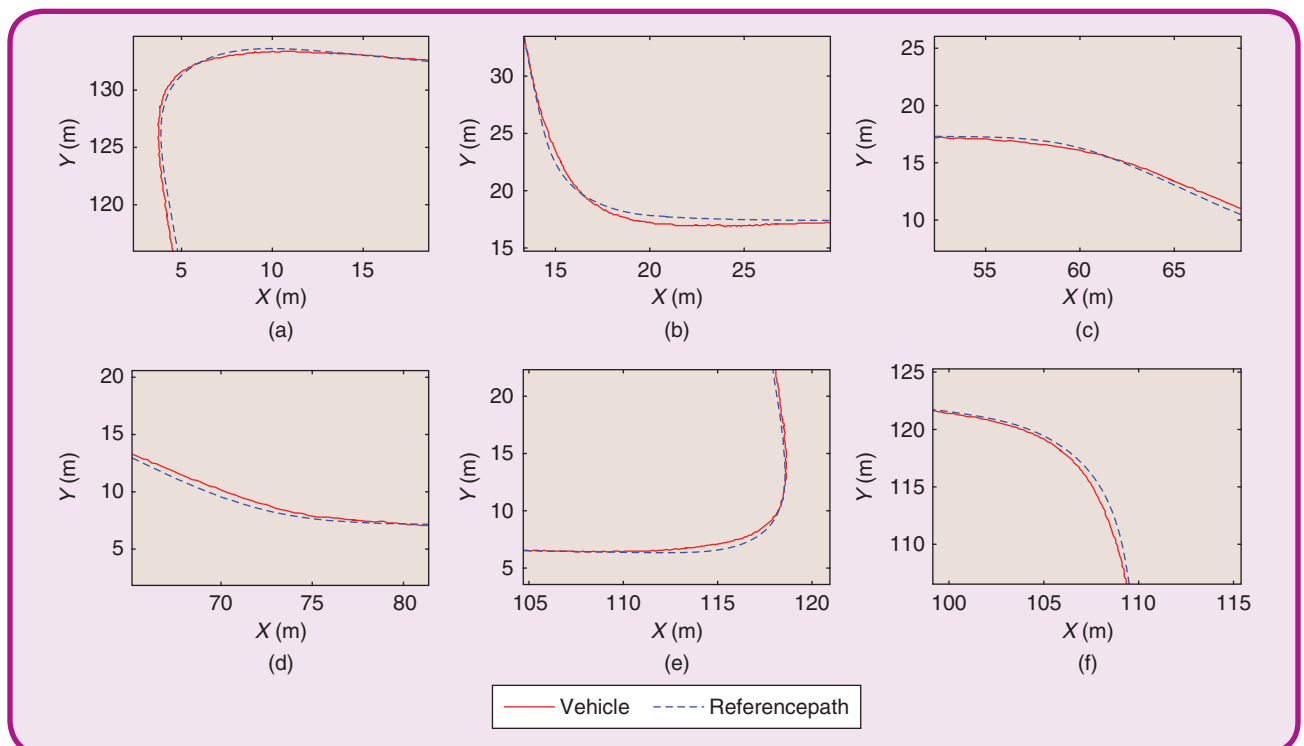 130
125
120
Y (m)
5
10
15
X (m)
(a)
30
25
20
15
Y (m)
15
20
25
X (m)
(b)
25
20
15
10
Y (m)
55
60
65
X (m)
(c)
20
15
10
5
Y (m)
70
75
80
X (m)
(d)
20
15
10
5
Y (m)
105
110
115
120
X (m)
(e)
125
120
115
110
Y (m)
100
105
110
115
X (m)
(f)
Vehicle
Referencepath